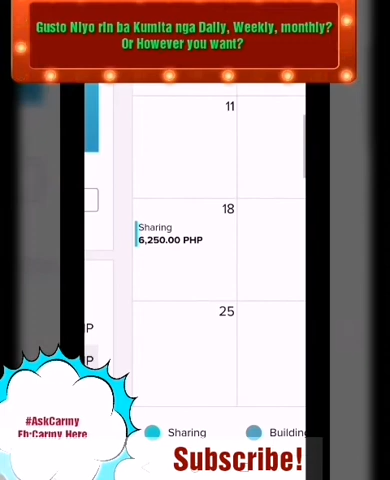 Gusto Niyo rin ba Kumita nga Daily, Weekly, monthly?
Or However you want?
11
18
Sharing
6,250.00 PHP
25
P
P
#AskCarmy
Fb:Carmy Here
Sharing
Building
Subscribe!